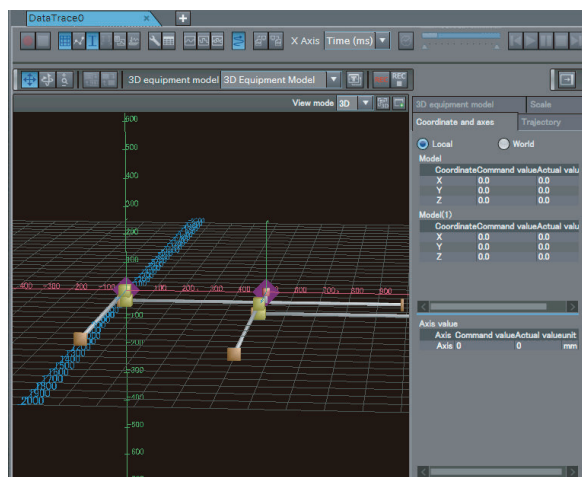 DataTrace0 × +
X Axis Time (ms)
3D equipment model 3D Equipment Model REC
View mode 3D
3D equipment model Scale
Coordinate and axes Trajectory
Local World
Model
Coordinate Command value Actual valu
X 0.0 0.0
Y 0.0 0.0
Z 0.0 0.0
Model(1)
Coordinate Command value Actual valu
X 0.0 0.0
Y 0.0 0.0
Z 0.0 0.0
Axis value
Axis Command value Actual value unit
Axis 0 0 mm
600
500
400
300
200
100
-400 -300 -200 -100 100 200 300 400 500 600 700 800 900
-100
-200
-300
-400
-500
-600
2000